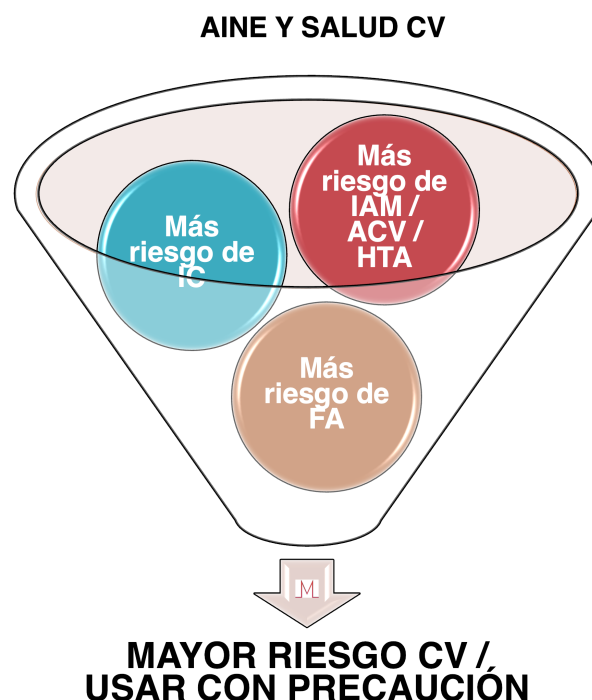 AINE Y SALUD CV
Más
riesgo de
IAM /
ACV /
HTA
Más
riesgo de
IC
Más
riesgo de
FA
M
MAYOR RIESGO CV /
USAR CON PRECAUCIÓN